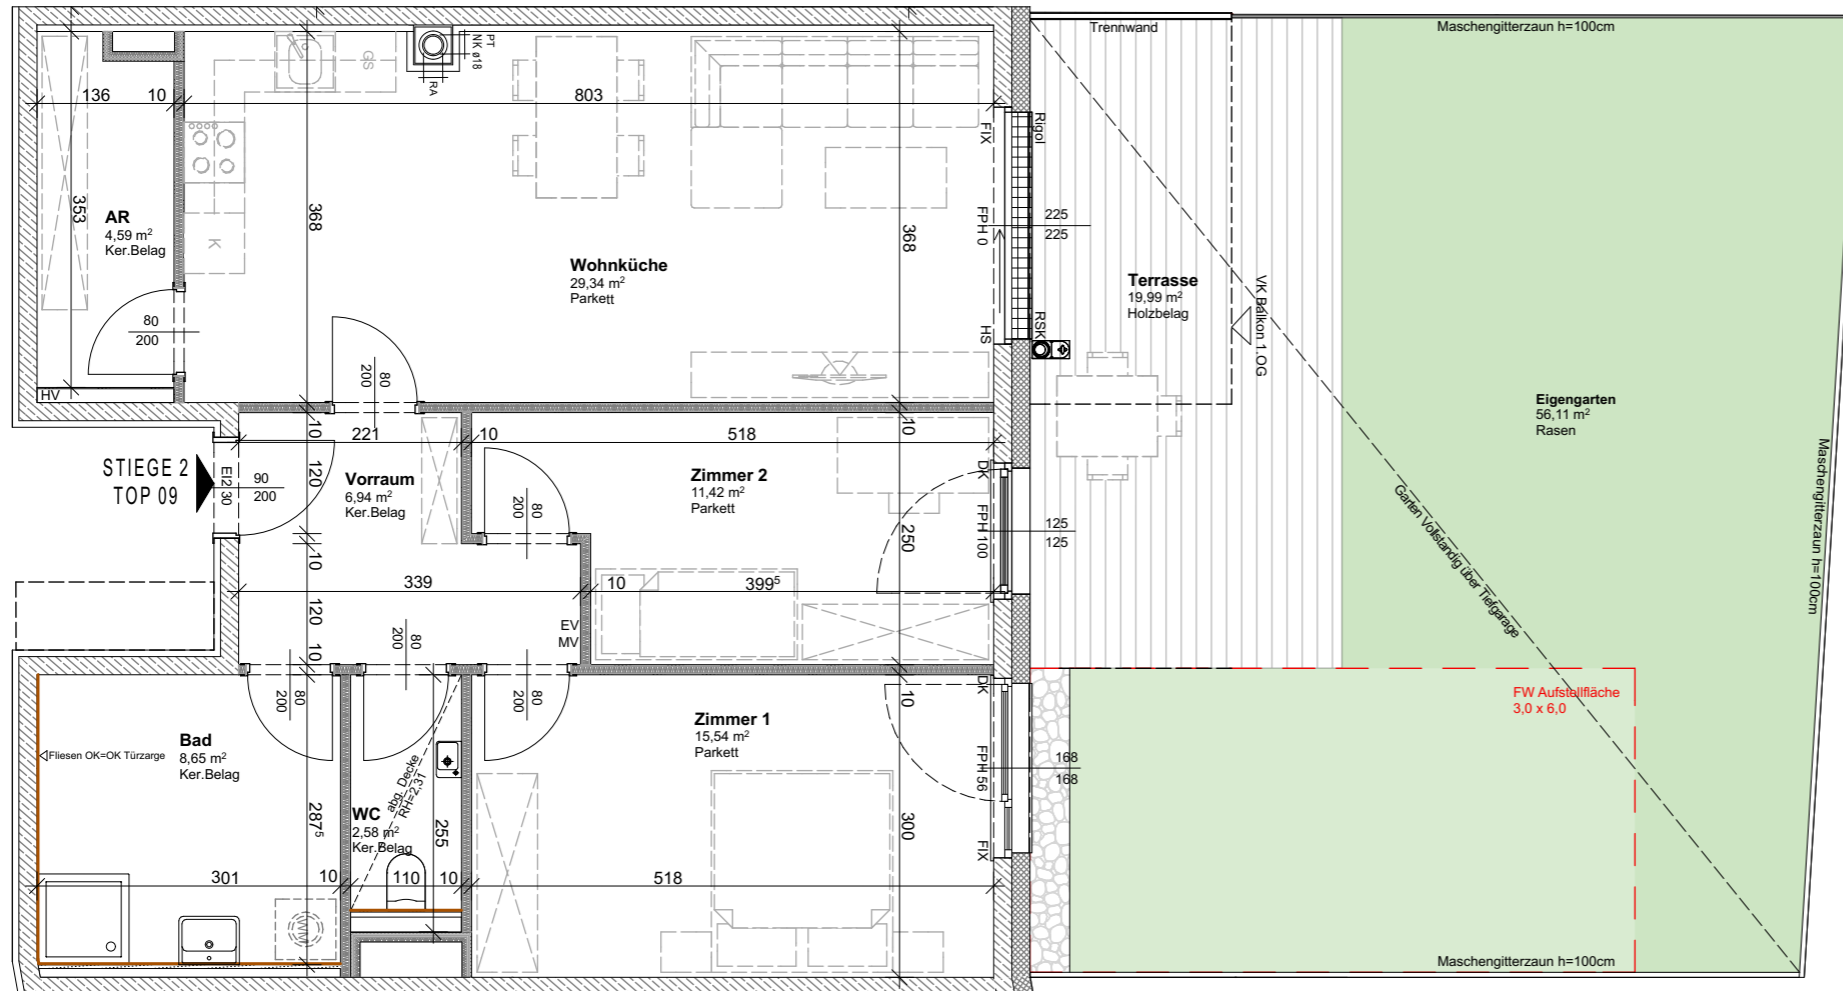 Trennwand
Maschengitterzaun h=100cm
PT
NK ø18
RA
GS
136
10
803
FIX
Rigol
353
AR
4,59 m²
Ker.Belag
368
368
K
Wohnküche
29,34 m²
Parkett
FPH 0
225
225
Terrasse
19,99 m²
Holzbelag
VK Balkon 1.OG
80
200
HS
RSK
80
200
HV
Eigengarten
56,11 m²
Rasen
Maschengitterzaun h=100cm
STIEGE 2
TOP 09
EI2 30
90
200
10
221
10
518
10
120
Vorraum
6,94 m²
Ker.Belag
80
200
Zimmer 2
11,42 m²
Parkett
DK
FPH 100
125
125
250
Garten Vollständig über Tiefgarage
10
339
10
399⁵
120
EV
MV
10
80
200
80
200
80
200
10
DK
Zimmer 1
15,54 m²
Parkett
FW Aufstellfläche
3,0 x 6,0
Bad
8,65 m²
Ker.Belag
Fliesen OK=OK Türzarge
abg. Decke
RH=2,31
FPH 56
168
168
WC
2,58 m²
Ker.Belag
287⁵
255
300
FIX
301
10
110
10
518
WM
Maschengitterzaun h=100cm